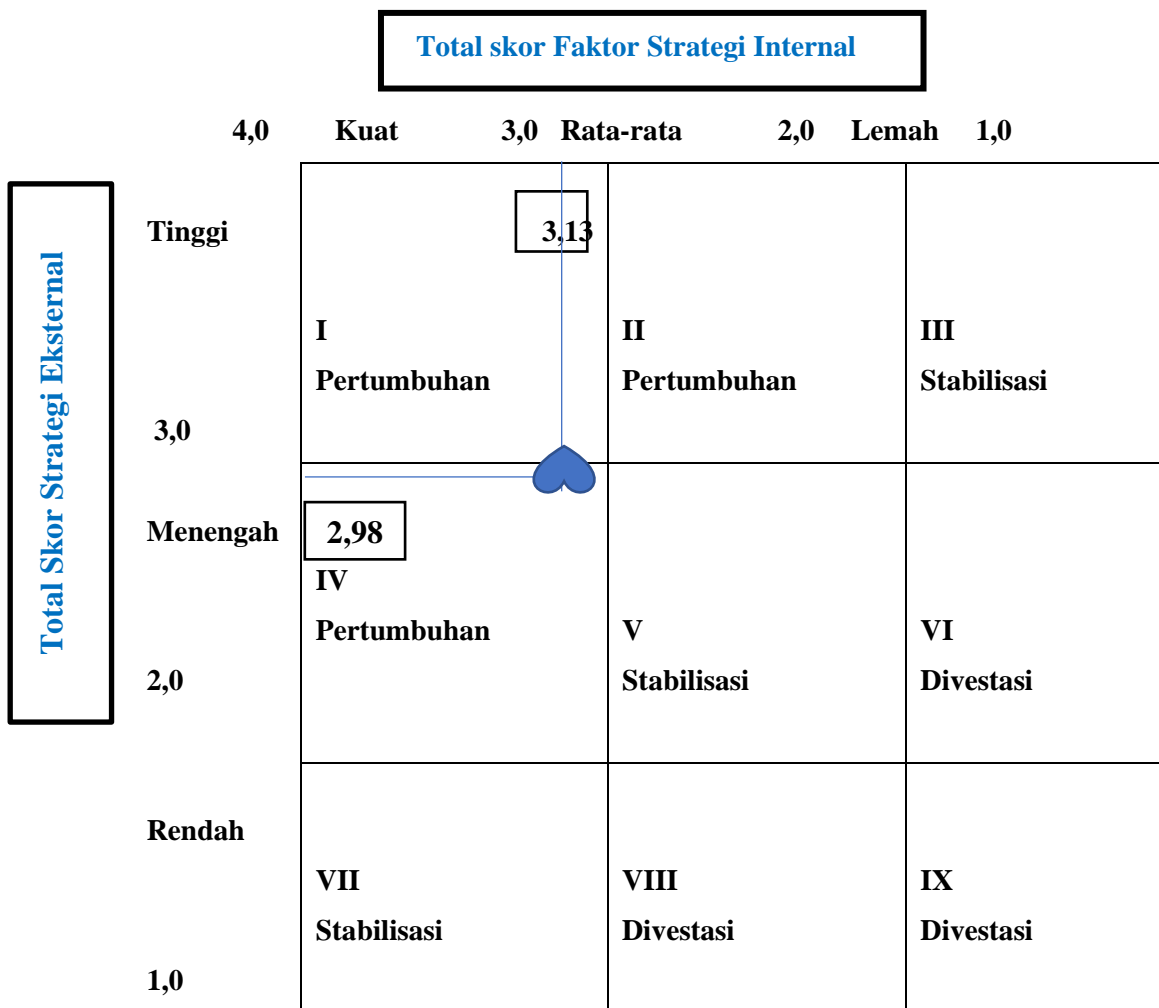 Total skor Faktor Strategi Internal
4,0 Kuat 3,0 Rata-rata 2,0 Lemah 1,0
Total Skor Strategi Eksternal
Tinggi
3,13
I
Pertumbuhan
II
Pertumbuhan
III
Stabilisasi
3,0
Menengah
2,98
IV
Pertumbuhan
V
Stabilisasi
VI
Divestasi
2,0
Rendah
VII
Stabilisasi
VIII
Divestasi
IX
Divestasi
1,0